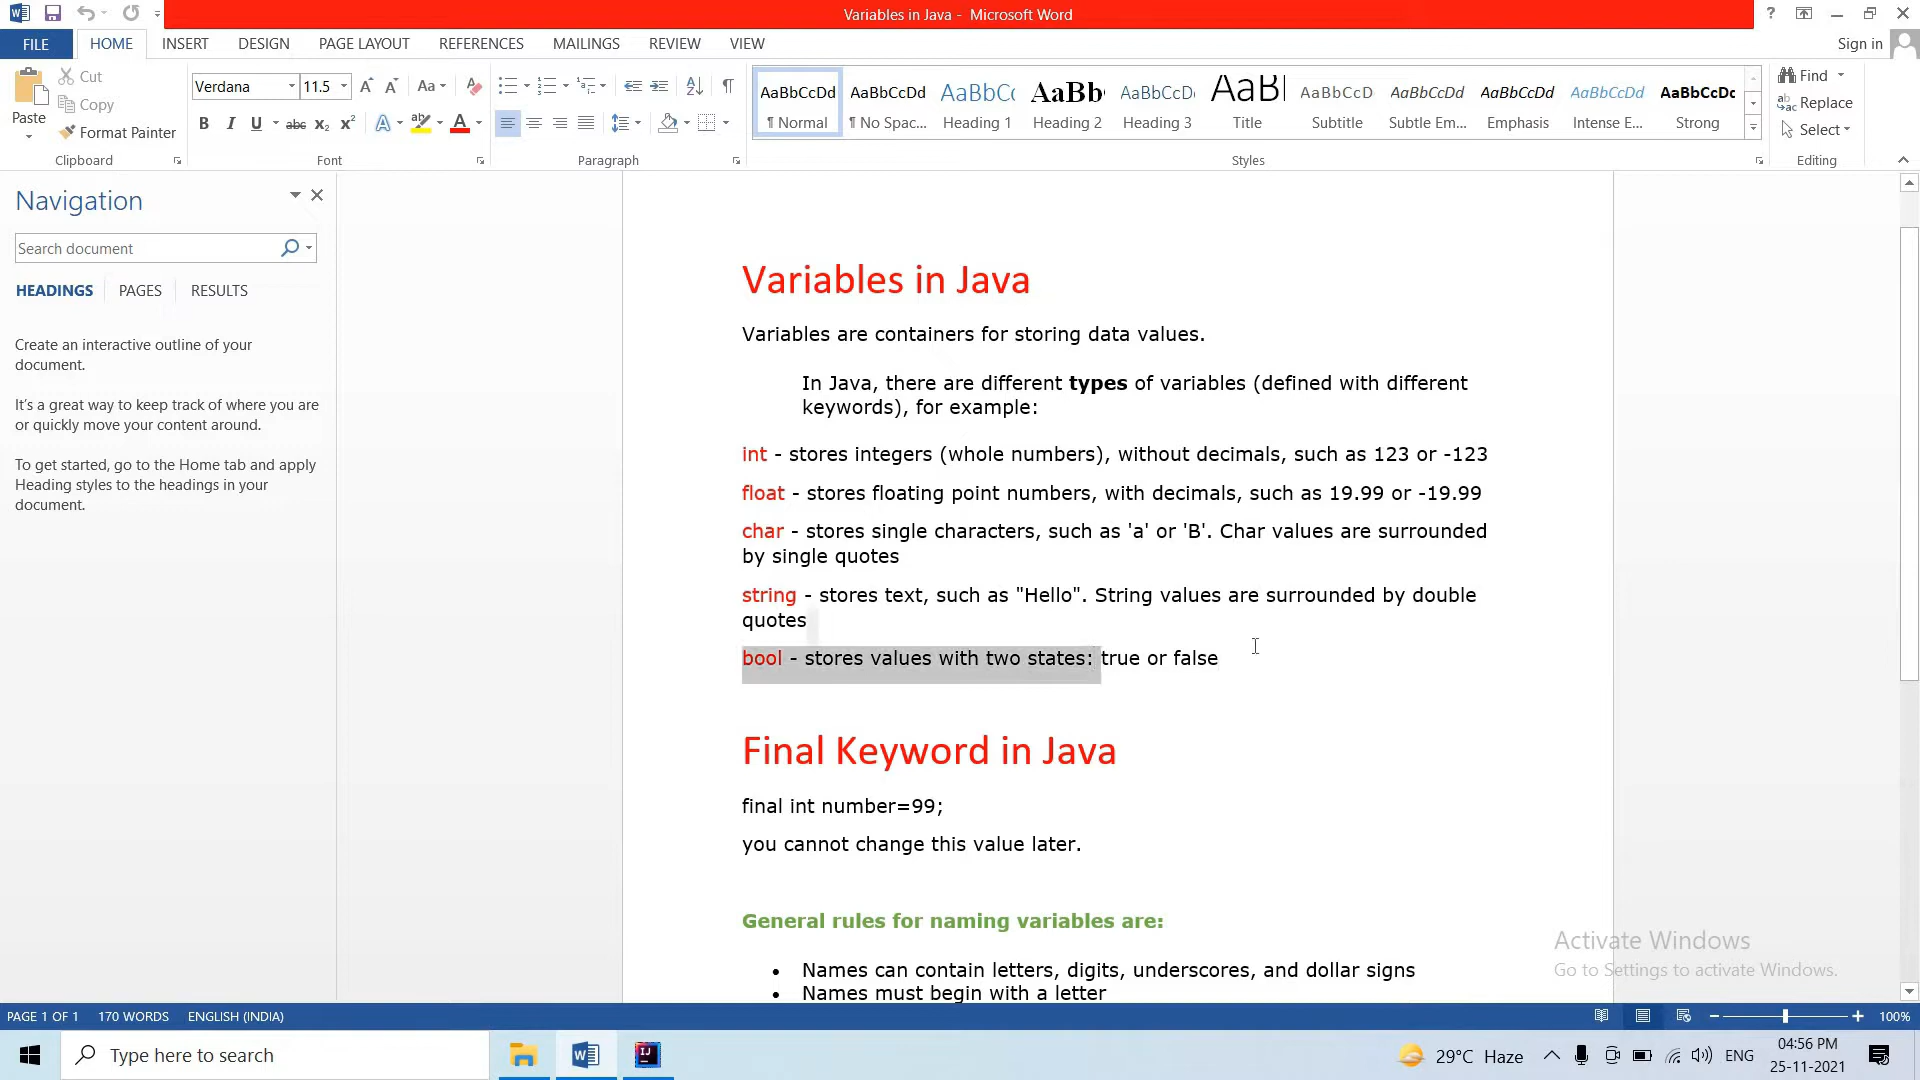 Variables in Java - Microsoft Word
FILE HOME INSERT DESIGN PAGE LAYOUT REFERENCES MAILINGS REVIEW VIEW Sign in
Paste
Cut
Copy
Format Painter
Clipboard
Verdana 11.5 Aa
B I U abc x₂ x² A ab A
Font
Paragraph
AaBbCcDd AaBbCcDd AaBbCc AaBb AaBbCcD AaB AaBbCcD AaBbCcDd AaBbCcDd AaBbCcDd AaBbCcDc
¶ Normal ¶ No Spac... Heading 1 Heading 2 Heading 3 Title Subtitle Subtle Em... Emphasis Intense E... Strong
Styles
Find
Replace
Select
Editing
Navigation
Search document
HEADINGS PAGES RESULTS
Create an interactive outline of your
document.
It's a great way to keep track of where you are
or quickly move your content around.
To get started, go to the Home tab and apply
Heading styles to the headings in your
document.
Variables in Java
Variables are containers for storing data values.
In Java, there are different types of variables (defined with different
keywords), for example:
int - stores integers (whole numbers), without decimals, such as 123 or -123
float - stores floating point numbers, with decimals, such as 19.99 or -19.99
char - stores single characters, such as 'a' or 'B'. Char values are surrounded
by single quotes
string - stores text, such as "Hello". String values are surrounded by double
quotes
bool - stores values with two states: true or false
Final Keyword in Java
final int number=99;
you cannot change this value later.
General rules for naming variables are:
• Names can contain letters, digits, underscores, and dollar signs
• Names must begin with a letter
Activate Windows
Go to Settings to activate Windows.
PAGE 1 OF 1 170 WORDS ENGLISH (INDIA) 100%
Type here to search
29°C Haze ENG
04:56 PM
25-11-2021